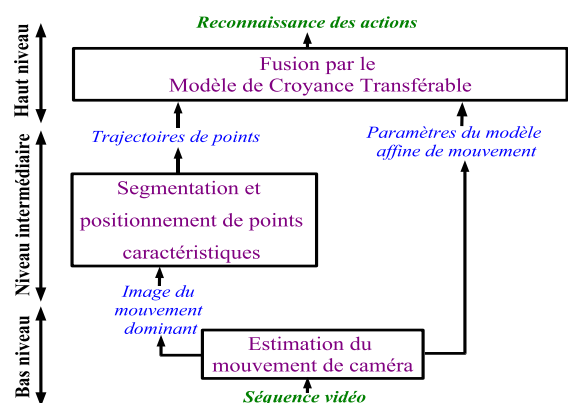 Reconnaissance des actions
Haut niveau
Fusion par le
Modèle de Croyance Transférable
Trajectoires de points
Paramètres du modèle
affine de mouvement
Niveau intermédiaire
Segmentation et
positionnement de points
caractéristiques
Image du
mouvement
dominant
Bas niveau
Estimation du
mouvement de caméra
Séquence vidéo